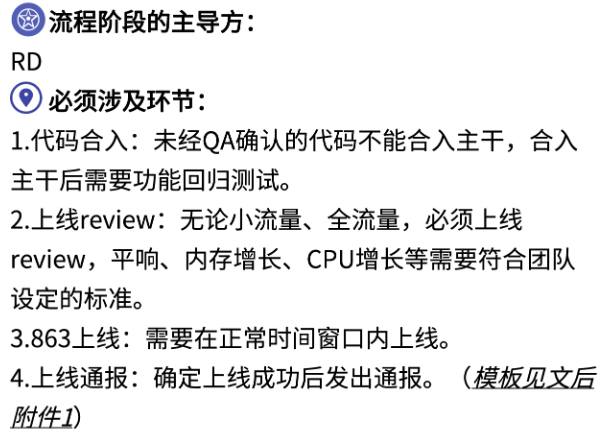 流程阶段的主导方：
RD
必须涉及环节：
1.代码合入：未经QA确认的代码不能合入主干，合入
主干后需要功能回归测试。
2.上线review：无论小流量、全流量，必须上线
review，平响、内存增长、CPU增长等需要符合团队
设定的标准。
3.863上线：需要在正常时间窗口内上线。
4.上线通报：确定上线成功后发出通报。（模板见文后
附件1）